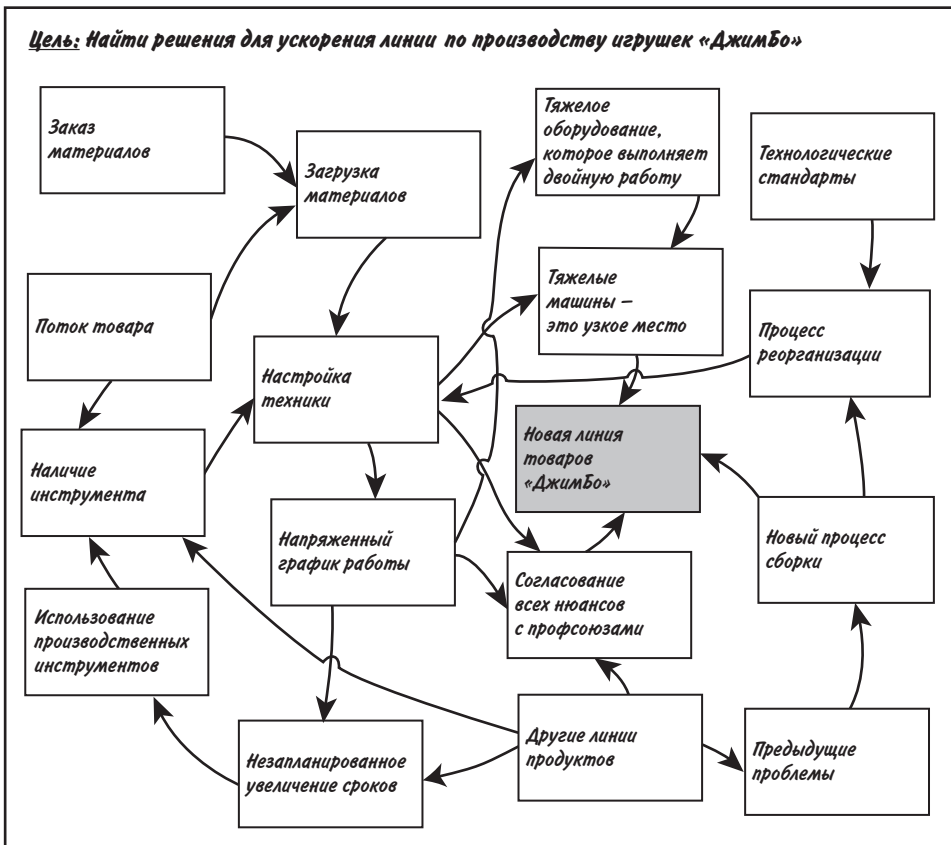 Цель: Найти решения для ускорения линии по производству игрушек «ДжимБо»
Заказ
материалов
Загрузка
материалов
Тяжелое
оборудование,
которое выполняет
двойную работу
Технологические
стандарты
Поток товара
Тяжелые
машины –
это узкое место
Процесс
реорганизации
Настройка
техники
Наличие
инструмента
Новая линия
товаров
«ДжимБо»
Напряженный
график работы
Новый процесс
сборки
Согласование
всех нюансов
с профсоюзами
Использование
производственных
инструментов
Незапланированное
увеличение сроков
Другие линии
продуктов
Предыдущие
проблемы